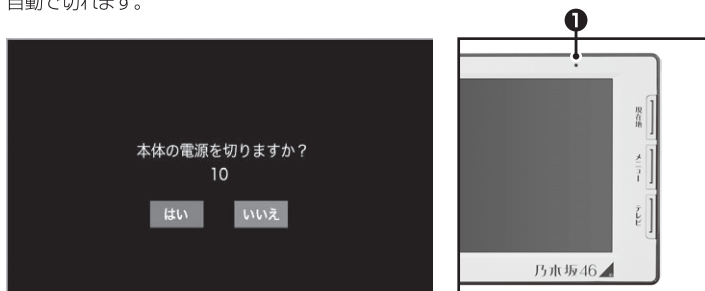 自動で切れます。
本体の電源を切りますか？
10
はい
いいえ
1
現在地
メニュー
テレビ
乃木坂46